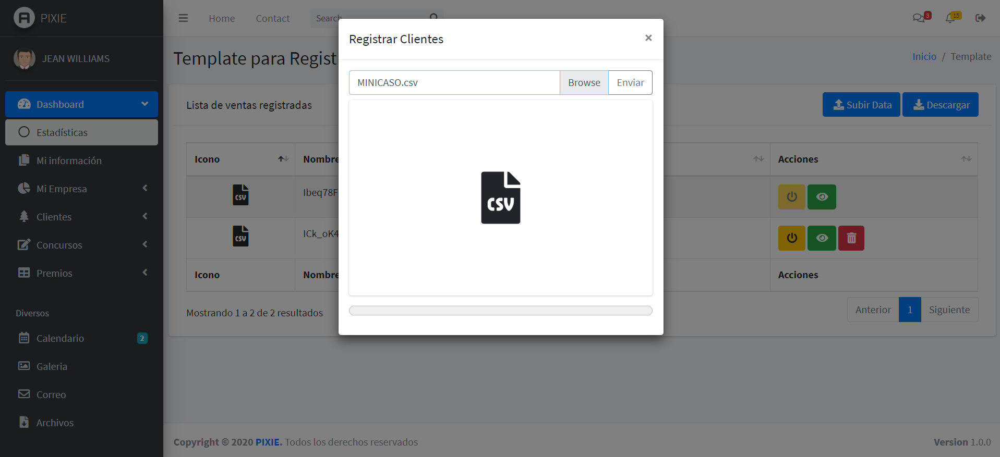 PIXIE
JEAN WILLIAMS
Dashboard
Estadísticas
Mi información
Mi Empresa
Clientes
Concursos
Premios
Diversos
Calendario 2
Galeria
Correo
Archivos
Home Contact Search 3 15
Template para Regist
Inicio / Template
Registrar Clientes ×
MINICASO.csv Browse Enviar
CSV
Lista de ventas registradas Subir Data Descargar
Icono Nombre Acciones
CSV Ibeq78F
CSV ICk_oK4
Icono Nombre Acciones
Mostrando 1 a 2 de 2 resultados Anterior 1 Siguiente
Copyright © 2020 PIXIE. Todos los derechos reservados Version 1.0.0